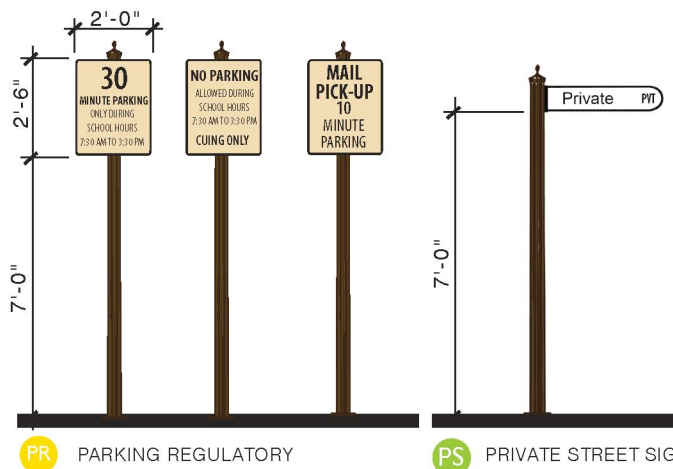 2'-0"
2'-6"
7'-0"
30
MINUTE PARKING
ONLY DURING
SCHOOL HOURS
7:30 AM TO 3:30 PM
NO PARKING
ALLOWED DURING
SCHOOL HOURS
7:30 AM TO 3:30 PM
CUING ONLY
MAIL
PICK-UP
10
MINUTE
PARKING
PR PARKING REGULATORY
Private PVT
7'-0"
PS PRIVATE STREET SIG